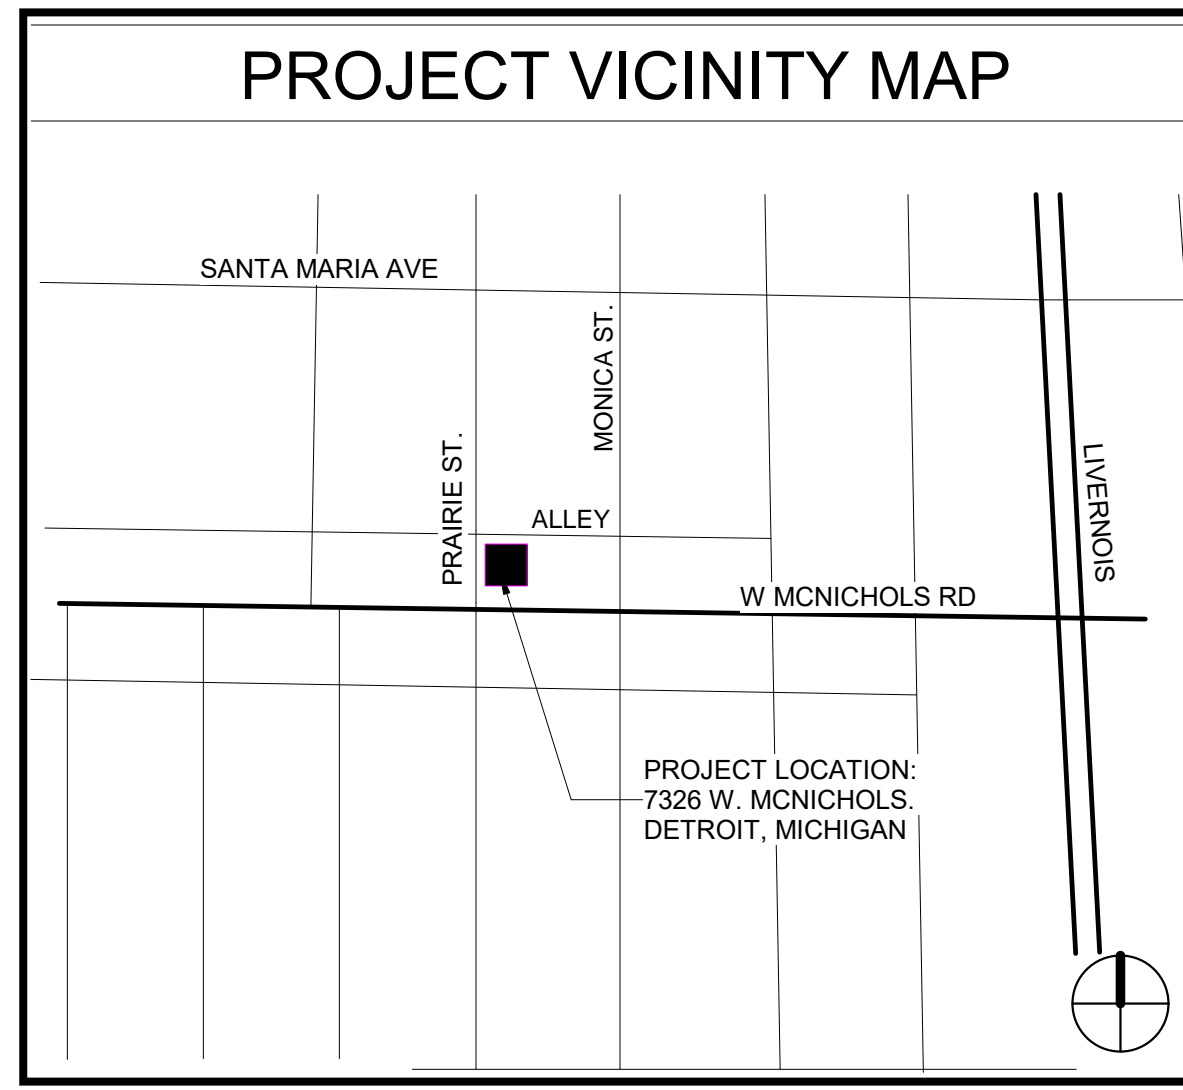 PROJECT VICINITY MAP
SANTA MARIA AVE
MONICA ST.
PRAIRIE ST.
ALLEY
LIVERNOIS
W MCNICHOLS RD
PROJECT LOCATION:
7326 W. MCNICHOLS.
DETROIT, MICHIGAN